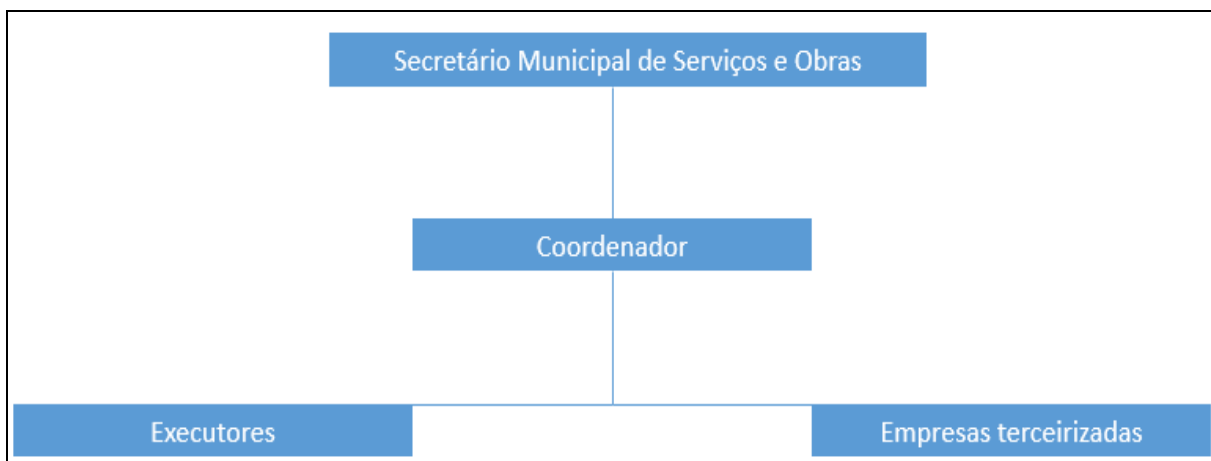 Secretário Municipal de Serviços e Obras
Coordenador
Executores
Empresas terceirizadas